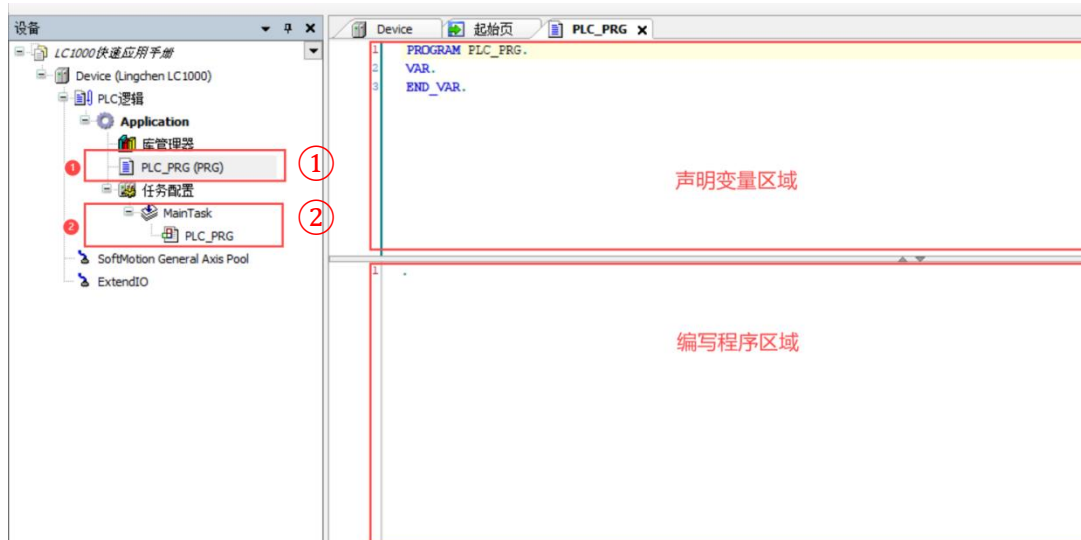 设备
LC1000快速应用手册
Device (Lingchen LC1000)
PLC逻辑
Application
库管理器
1 PLC_PRG (PRG) ①
任务配置
2 MainTask ②
PLC_PRG
SoftMotion General Axis Pool
ExtendIO
Device 起始页 PLC_PRG
1 PROGRAM PLC_PRG.
2 VAR.
3 END_VAR.
声明变量区域
1 .
编写程序区域